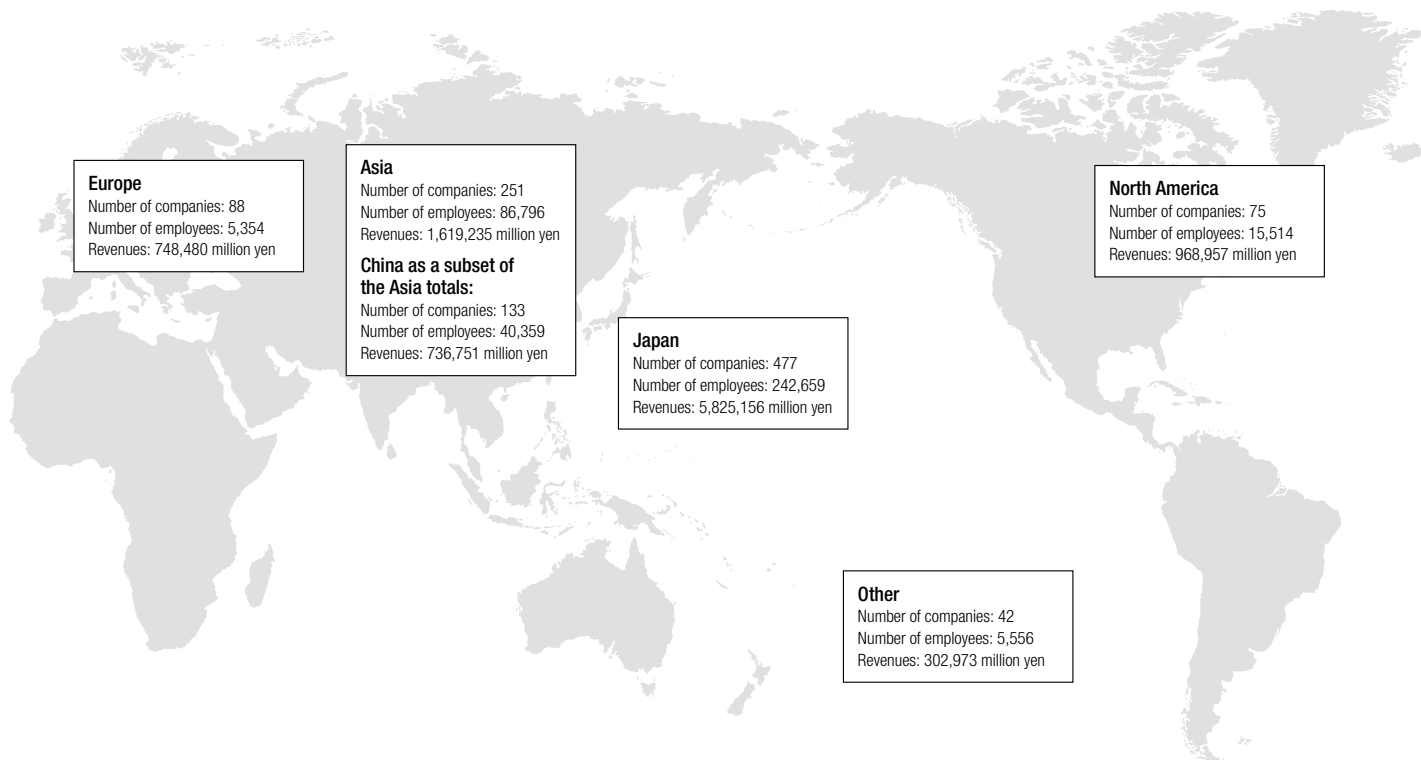 Europe
Number of companies: 88
Number of employees: 5,354
Revenues: 748,480 million yen
Asia
Number of companies: 251
Number of employees: 86,796
Revenues: 1,619,235 million yen
China as a subset of
the Asia totals:
Number of companies: 133
Number of employees: 40,359
Revenues: 736,751 million yen
Japan
Number of companies: 477
Number of employees: 242,659
Revenues: 5,825,156 million yen
North America
Number of companies: 75
Number of employees: 15,514
Revenues: 968,957 million yen
Other
Number of companies: 42
Number of employees: 5,556
Revenues: 302,973 million yen